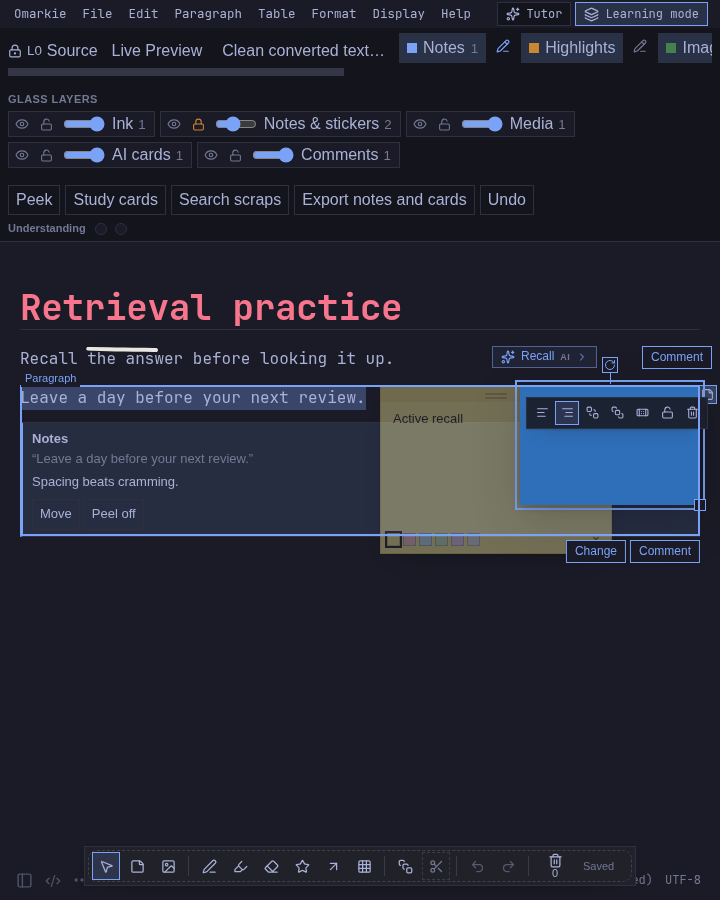 Omarkie File Edit Paragraph Table Format Display Help Tutor Learning mode
L0 Source Live Preview Clean converted text… Notes 1 Highlights Imag
GLASS LAYERS
Ink 1 Notes & stickers 2 Media 1
AI cards 1 Comments 1
Peek Study cards Search scraps Export notes and cards Undo
Understanding
Retrieval practice
Recall the answer before looking it up.
Recall AI Comment
Paragraph
Leave a day before your next review.
Active recall
Notes
“Leave a day before your next review.”
Spacing beats cramming.
Move Peel off
Change Comment
0 Saved
ed) UTF-8